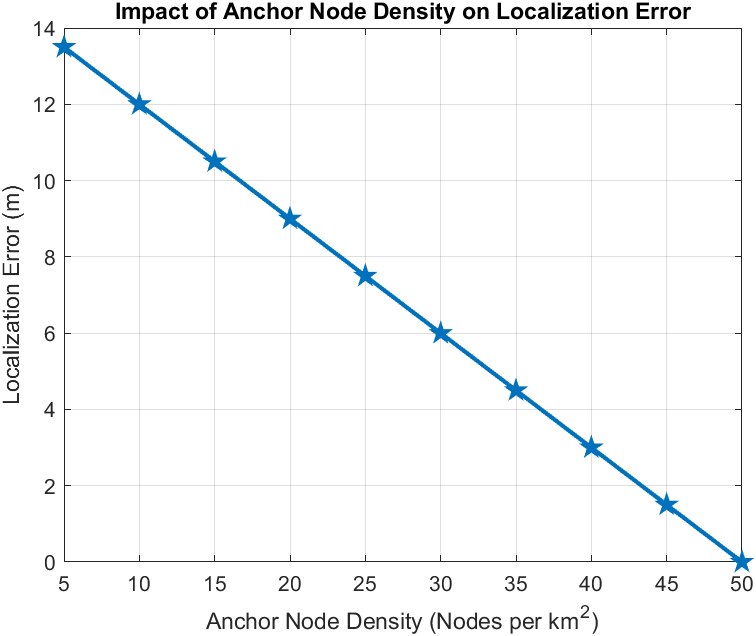 Impact of Anchor Node Density on Localization Error
14
12
10
8
6
4
2
0
Localization Error (m)
5 10 15 20 25 30 35 40 45 50
Anchor Node Density (Nodes per km²)